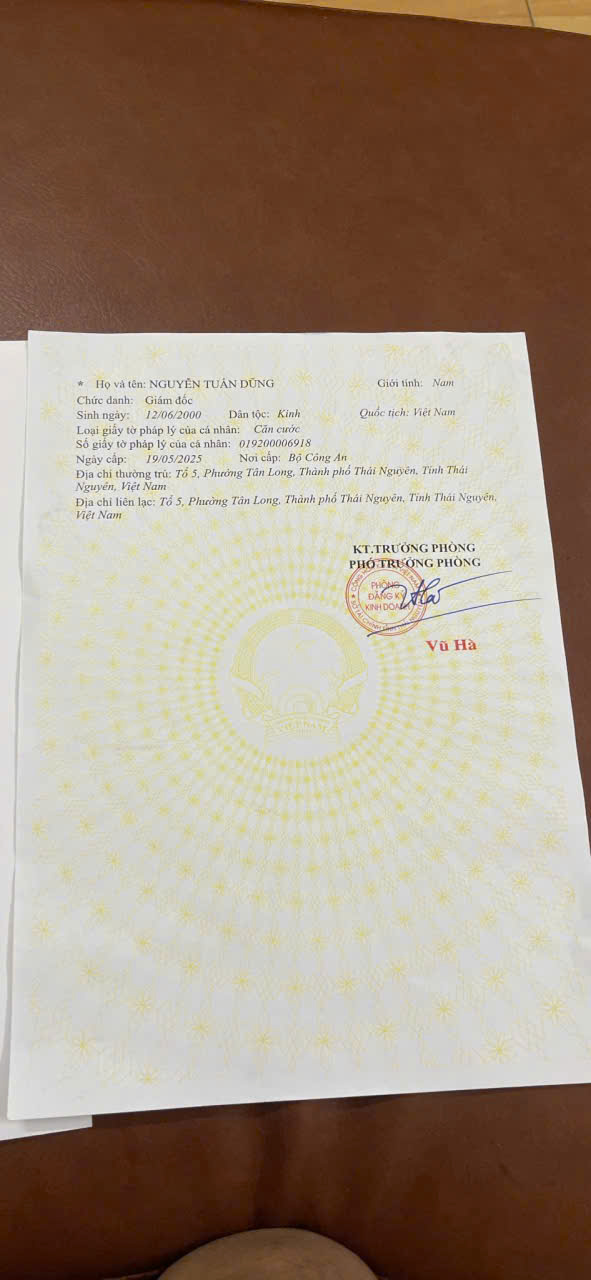 * Họ và tên: NGUYỄN TUẤN DŨNG Giới tính: Nam
Chức danh: Giám đốc
Sinh ngày: 12/06/2000 Dân tộc: Kinh Quốc tịch: Việt Nam
Loại giấy tờ pháp lý của cá nhân: Căn cước
Số giấy tờ pháp lý của cá nhân: 019200006918
Ngày cấp: 19/05/2025 Nơi cấp: Bộ Công An
Địa chỉ thường trú: Tổ 5, Phường Tân Long, Thành phố Thái Nguyên, Tỉnh Thái
Nguyên, Việt Nam
Địa chỉ liên lạc: Tổ 5, Phường Tân Long, Thành phố Thái Nguyên, Tỉnh Thái Nguyên,
Việt Nam
KT.TRƯỞNG PHÒNG
PHÓ TRƯỞNG PHÒNG
PHÒNG
ĐĂNG KÝ
KINH DOANH
Vũ Hà
VIỆT NAM